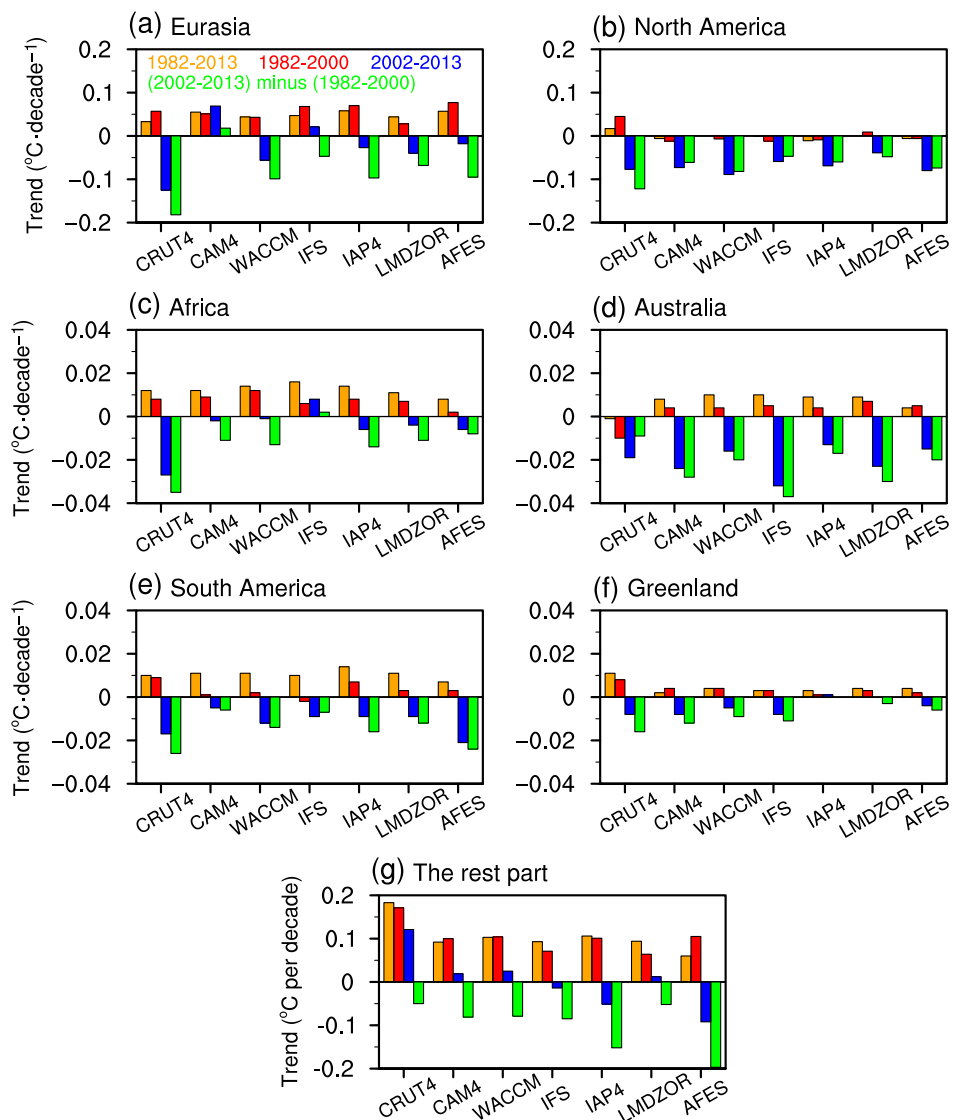 (a) Eurasia
(b) North America
0.2
0.1
0
−0.1
−0.2
Trend (°C·decade⁻¹)
1982-2013 1982-2000 2002-2013
(2002-2013) minus (1982-2000)
CRUT4 CAM4 WACCM IFS IAP4 LMDZOR AFES
0.2
0.1
0
−0.1
−0.2
CRUT4 CAM4 WACCM IFS IAP4 LMDZOR AFES
(c) Africa
(d) Australia
0.04
0.02
0
−0.02
−0.04
Trend (°C·decade⁻¹)
CRUT4 CAM4 WACCM IFS IAP4 LMDZOR AFES
0.04
0.02
0
−0.02
−0.04
CRUT4 CAM4 WACCM IFS IAP4 LMDZOR AFES
(e) South America
(f) Greenland
0.04
0.02
0
−0.02
−0.04
Trend (°C·decade⁻¹)
CRUT4 CAM4 WACCM IFS IAP4 LMDZOR AFES
0.04
0.02
0
−0.02
−0.04
CRUT4 CAM4 WACCM IFS IAP4 LMDZOR AFES
(g) The rest part
0.2
0.1
0
-0.1
-0.2
Trend (°C per decade)
CRUT4 CAM4 WACCM IFS IAP4 LMDZOR AFES